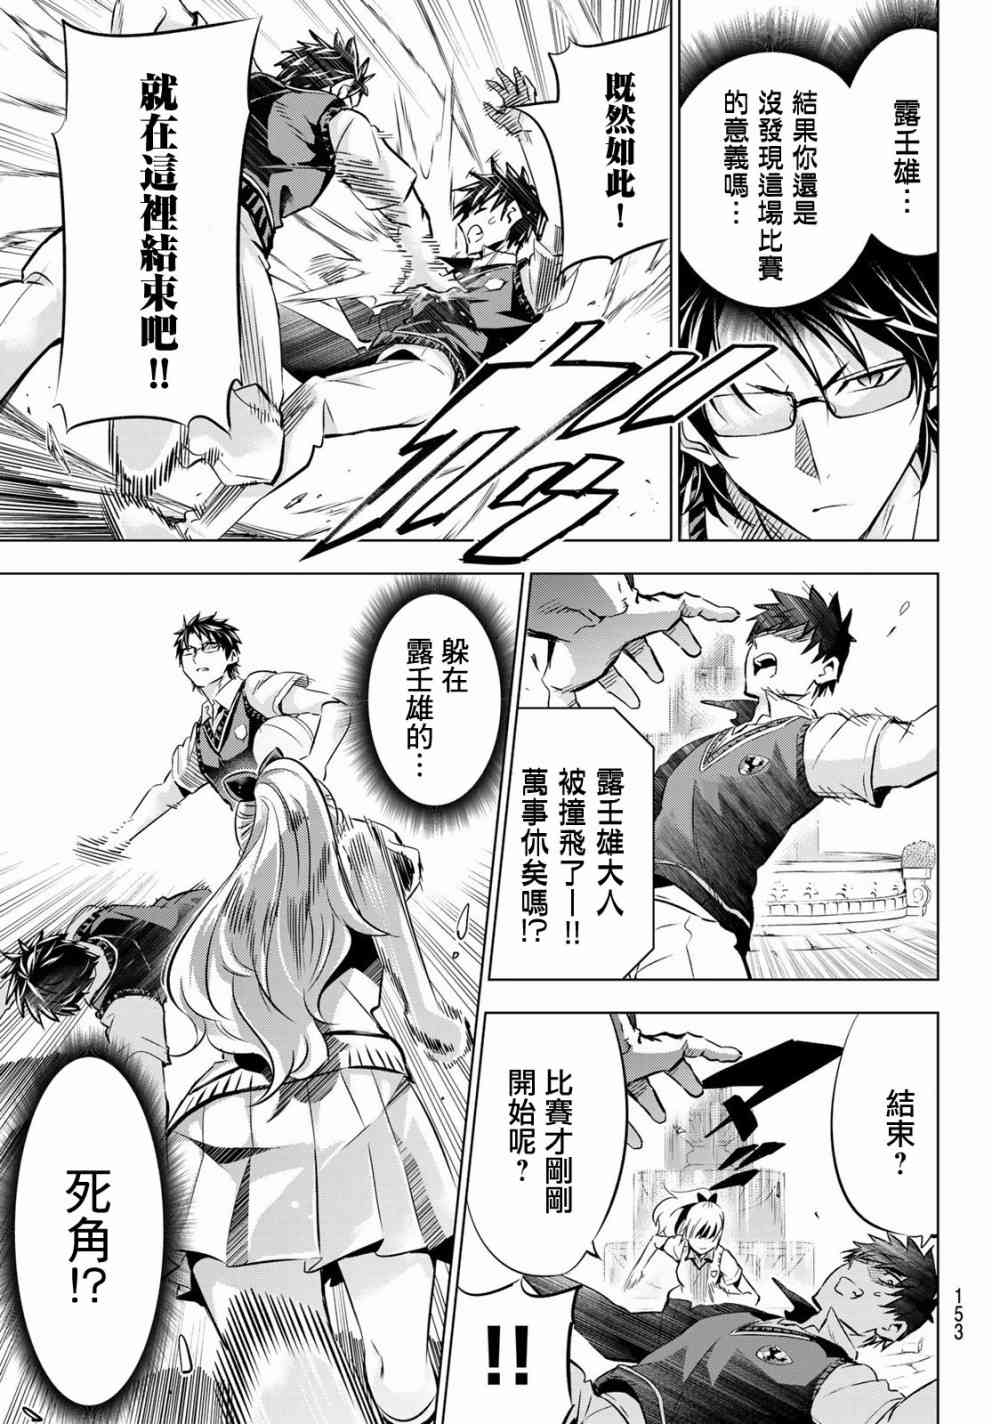 露壬雄…
結果你還是
沒發現這場比賽
的意義嗎…
既然如此！
就在這裡結束吧!!
露壬雄大人
被撞飛了ー!!
萬事休矣嗎!?
躲在
露壬雄的…
結束？
比賽才剛剛
開始呢？
!!
死角!?
153